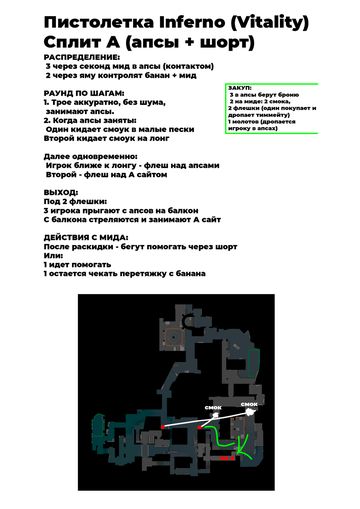 Пистолетка Inferno (Vitality)
Сплит А (апсы + шорт)
РАСПРЕДЕЛЕНИЕ:
3 через секонд мид в апсы (контактом)
2 через яму контролят банан + мид
РАУНД ПО ШАГАМ:
1. Трое аккуратно, без шума,
занимают апсы.
2. Когда апсы заняты:
Один кидает смоук в малые пески
Второй кидает смоук на лонг
Далее одновременно:
Игрок ближе к лонгу - флеш над апсами
Второй - флеш над А сайтом
ВЫХОД:
Под 2 флешки:
3 игрока прыгают с апсов на балкон
С балкона стреляются и занимают А сайт
ДЕЙСТВИЯ С МИДА:
После раскидки - бегут помогать через шорт
Или:
1 идет помогать
1 остается чекать перетяжку с банана
ЗАКУП:
3 в апсы берут броню
2 на миде: 2 смока,
2 флешки (один покупает и
дропает тиммейту)
1 молотов (дропается
игроку в апсах)
смок
смок